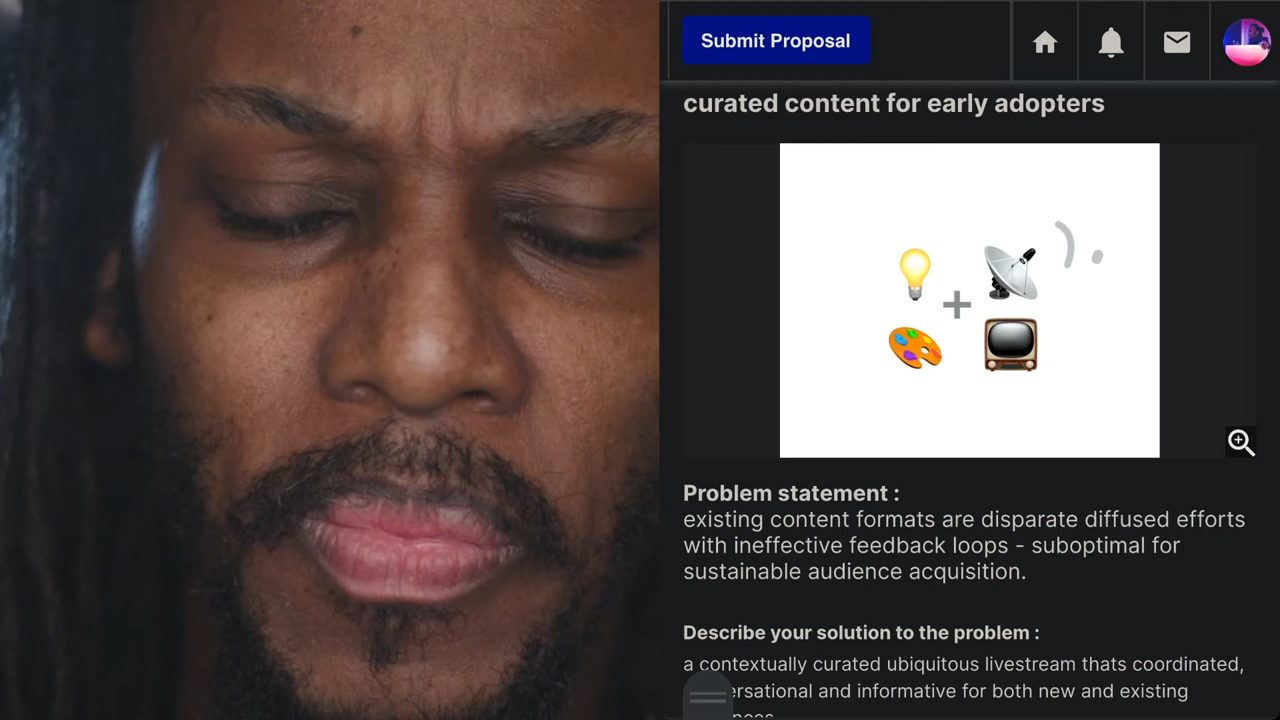 Submit Proposal
curated content for early adopters
Problem statement :
existing content formats are disparate diffused efforts
with ineffective feedback loops - suboptimal for
sustainable audience acquisition.
Describe your solution to the problem :
a contextually curated ubiquitous livestream thats coordinated,
and informative for both new and existing